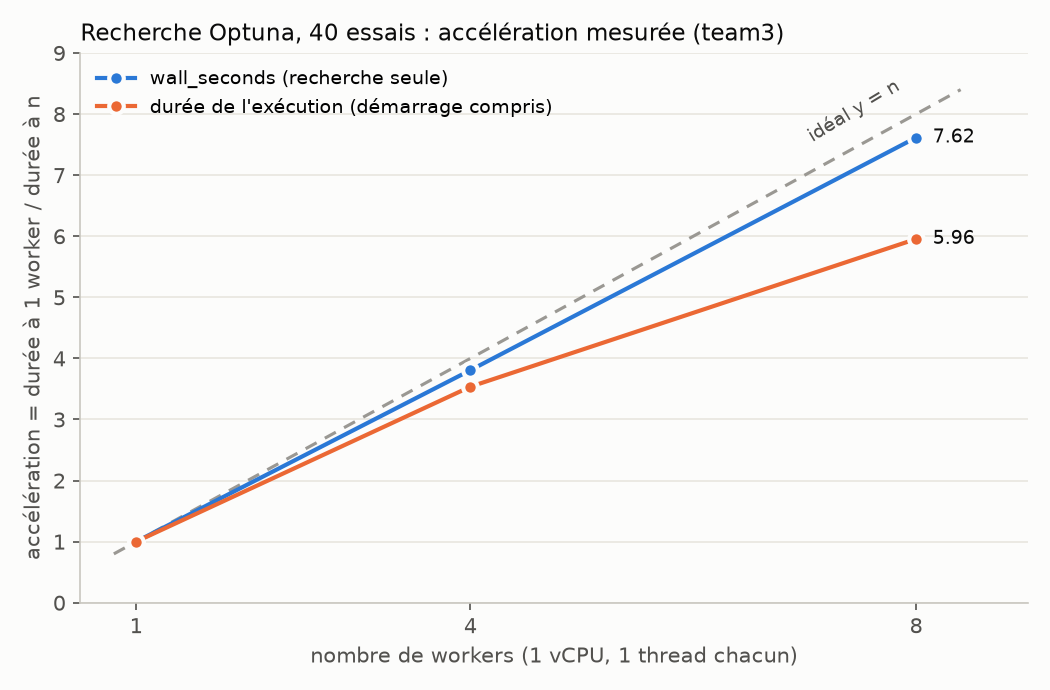 Recherche Optuna, 40 essais : accélération mesurée (team3)
wall_seconds (recherche seule)
durée de l'exécution (démarrage compris)
idéal y = n
7.62
5.96
accélération = durée à 1 worker / durée à n
9
8
7
6
5
4
3
2
1
0
1
4
8
nombre de workers (1 vCPU, 1 thread chacun)